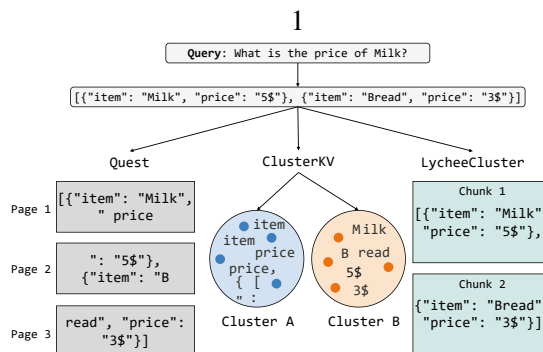 1
Query: What is the price of Milk?
[{"item": "Milk", "price": "5$"}, {"item": "Bread", "price": "3$"}]
Quest
ClusterKV
LycheeCluster
Page 1
[{"item": "Milk",
" price
Page 2
": "5$"},
{"item": "B
Page 3
read", "price":
"3$"}]
item
item
price
price,
{ [
" :
Cluster A
Milk
B read
5$
3$
Cluster B
Chunk 1
[{"item": "Milk"
"price": "5$"},
Chunk 2
{"item": "Bread"
"price": "3$"}]